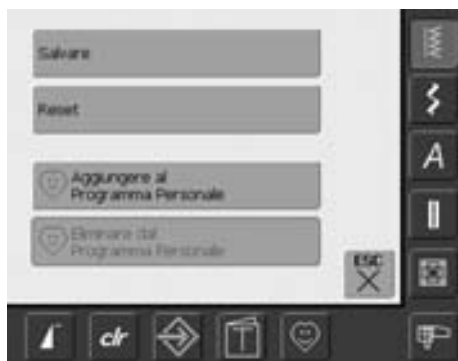 Salvare
Reset
Aggiungere al
Programma Personale
Eliminare dal
Programma Personale
ESC
A
clr